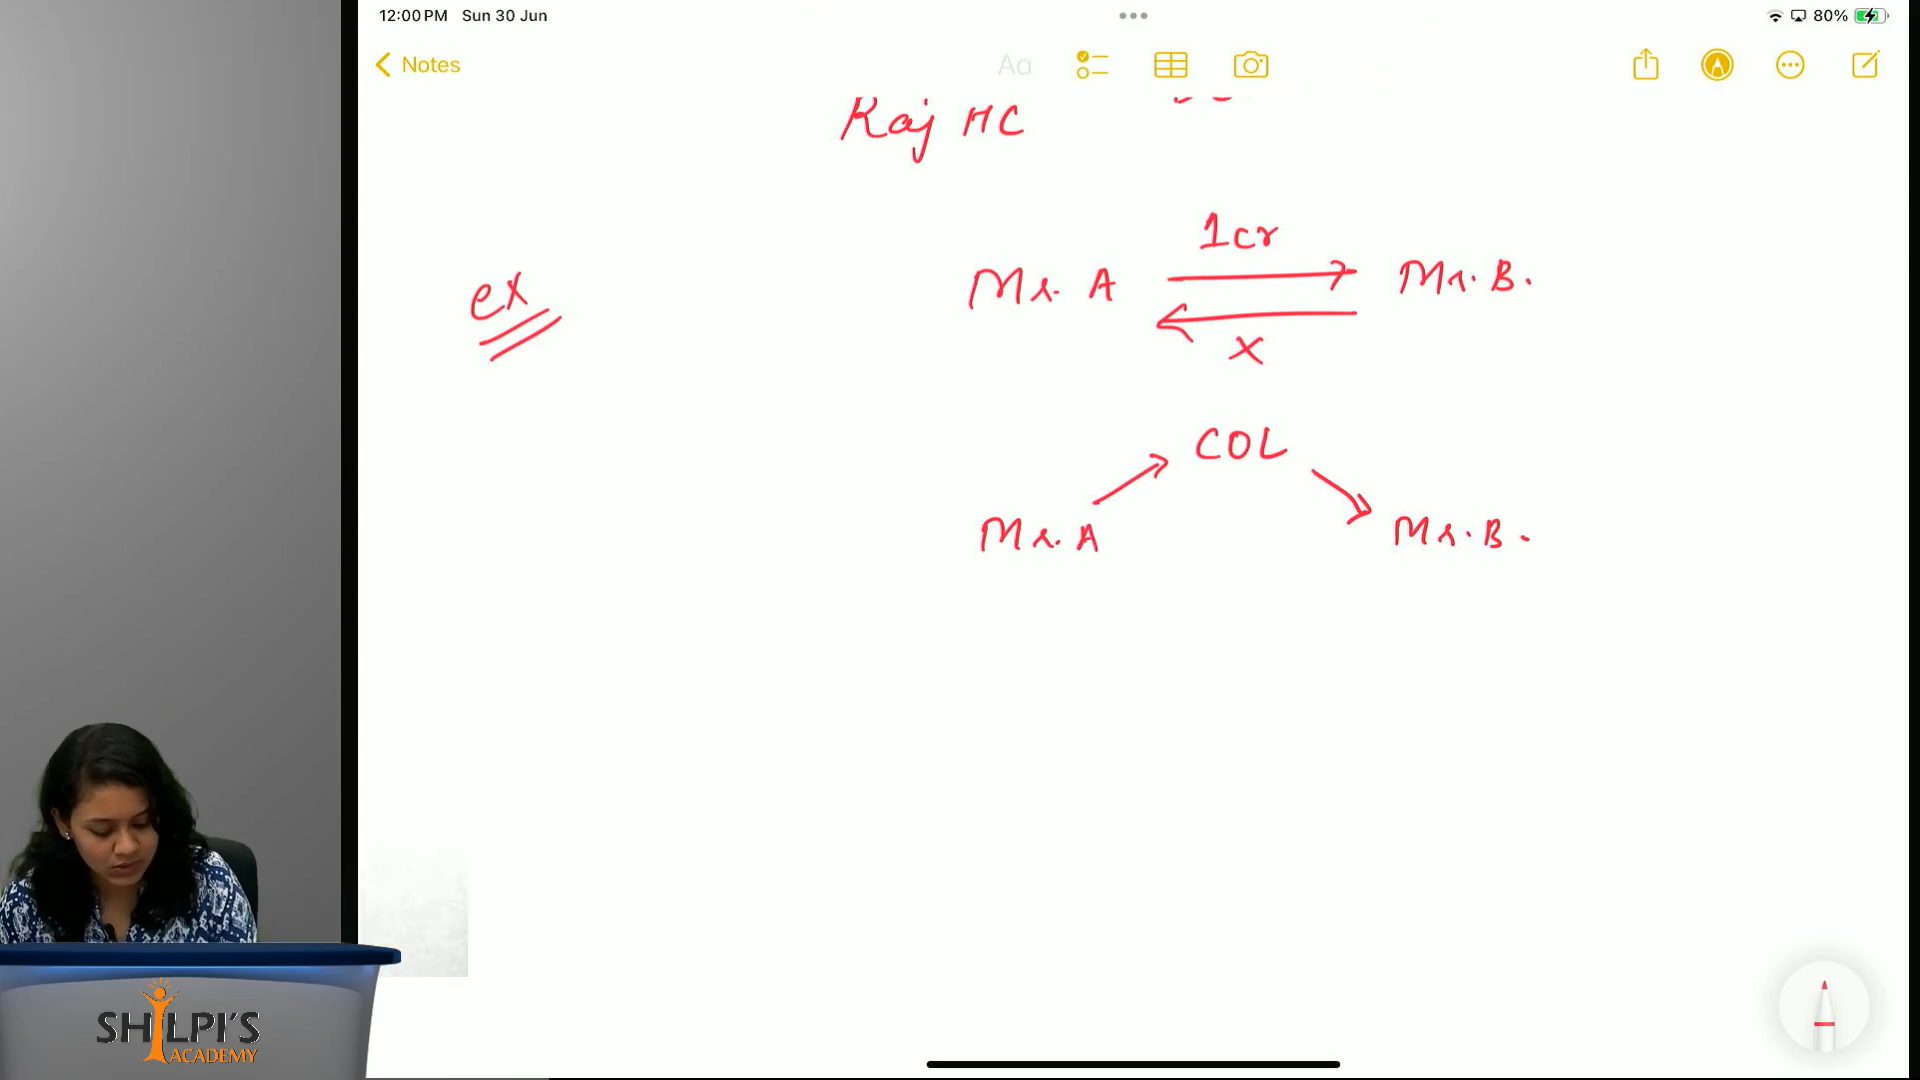 12:00 PM Sun 30 Jun
80%
Notes
Aa
Raj HC
ex
1cr
Mr. A
Mr. B.
x
COL
Mr. A
Mr. B.
SHILPI'S
ACADEMY